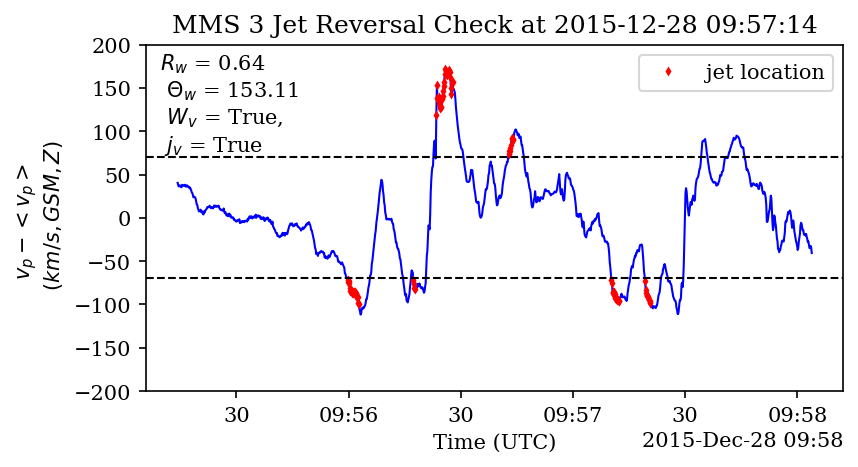 MMS 3 Jet Reversal Check at 2015-12-28 09:57:14
R_w = 0.64
Θ_w = 153.11
W_v = True,
j_v = True
jet location
v_p − < v_p >
(km/s, GSM, Z)
200
150
100
50
0
−50
−100
−150
−200
30
09:56
30
09:57
30
09:58
Time (UTC)
2015-Dec-28 09:58